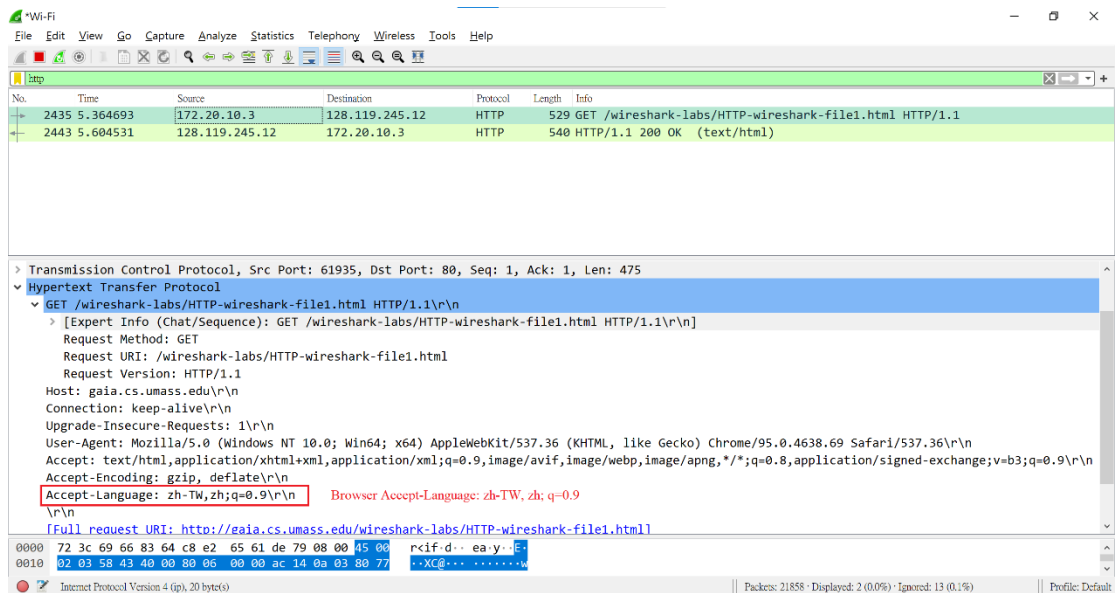 *Wi-Fi
File Edit View Go Capture Analyze Statistics Telephony Wireless Tools Help
http
No. Time Source Destination Protocol Length Info
2435 5.364693 172.20.10.3 128.119.245.12 HTTP 529 GET /wireshark-labs/HTTP-wireshark-file1.html HTTP/1.1
2443 5.604531 128.119.245.12 172.20.10.3 HTTP 540 HTTP/1.1 200 OK (text/html)
Transmission Control Protocol, Src Port: 61935, Dst Port: 80, Seq: 1, Ack: 1, Len: 475
Hypertext Transfer Protocol
GET /wireshark-labs/HTTP-wireshark-file1.html HTTP/1.1\r\n
[Expert Info (Chat/Sequence): GET /wireshark-labs/HTTP-wireshark-file1.html HTTP/1.1\r\n]
Request Method: GET
Request URI: /wireshark-labs/HTTP-wireshark-file1.html
Request Version: HTTP/1.1
Host: gaia.cs.umass.edu\r\n
Connection: keep-alive\r\n
Upgrade-Insecure-Requests: 1\r\n
User-Agent: Mozilla/5.0 (Windows NT 10.0; Win64; x64) AppleWebKit/537.36 (KHTML, like Gecko) Chrome/95.0.4638.69 Safari/537.36\r\n
Accept: text/html,application/xhtml+xml,application/xml;q=0.9,image/avif,image/webp,image/apng,*/*;q=0.8,application/signed-exchange;v=b3;q=0.9\r\n
Accept-Encoding: gzip, deflate\r\n
Accept-Language: zh-TW,zh;q=0.9\r\n Browser Accept-Language: zh-TW, zh; q=0.9
\r\n
[Full request URI: http://gaia.cs.umass.edu/wireshark-labs/HTTP-wireshark-file1.html]
0000 72 3c 69 66 83 64 c8 e2 65 61 de 79 08 00 45 00 r<if·d·· ea·y··E·
0010 02 03 58 43 40 00 80 06 00 00 ac 14 0a 03 80 77 ··XC@··· ·······w
Internet Protocol Version 4 (ip), 20 byte(s) Packets: 21858 · Displayed: 2 (0.0%) · Ignored: 13 (0.1%) Profile: Default